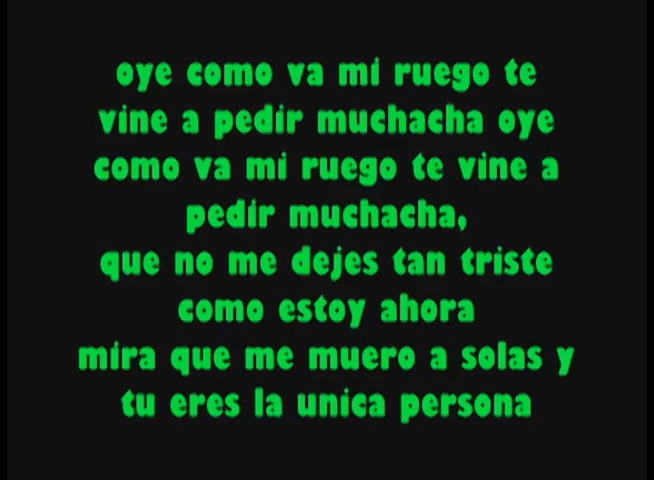 oye como va mi ruego te
vine a pedir muchacha oye
como va mi ruego te vine a
pedir muchacha,
que no me dejes tan triste
como estoy ahora
mira que me muero a solas y
tu eres la unica persona